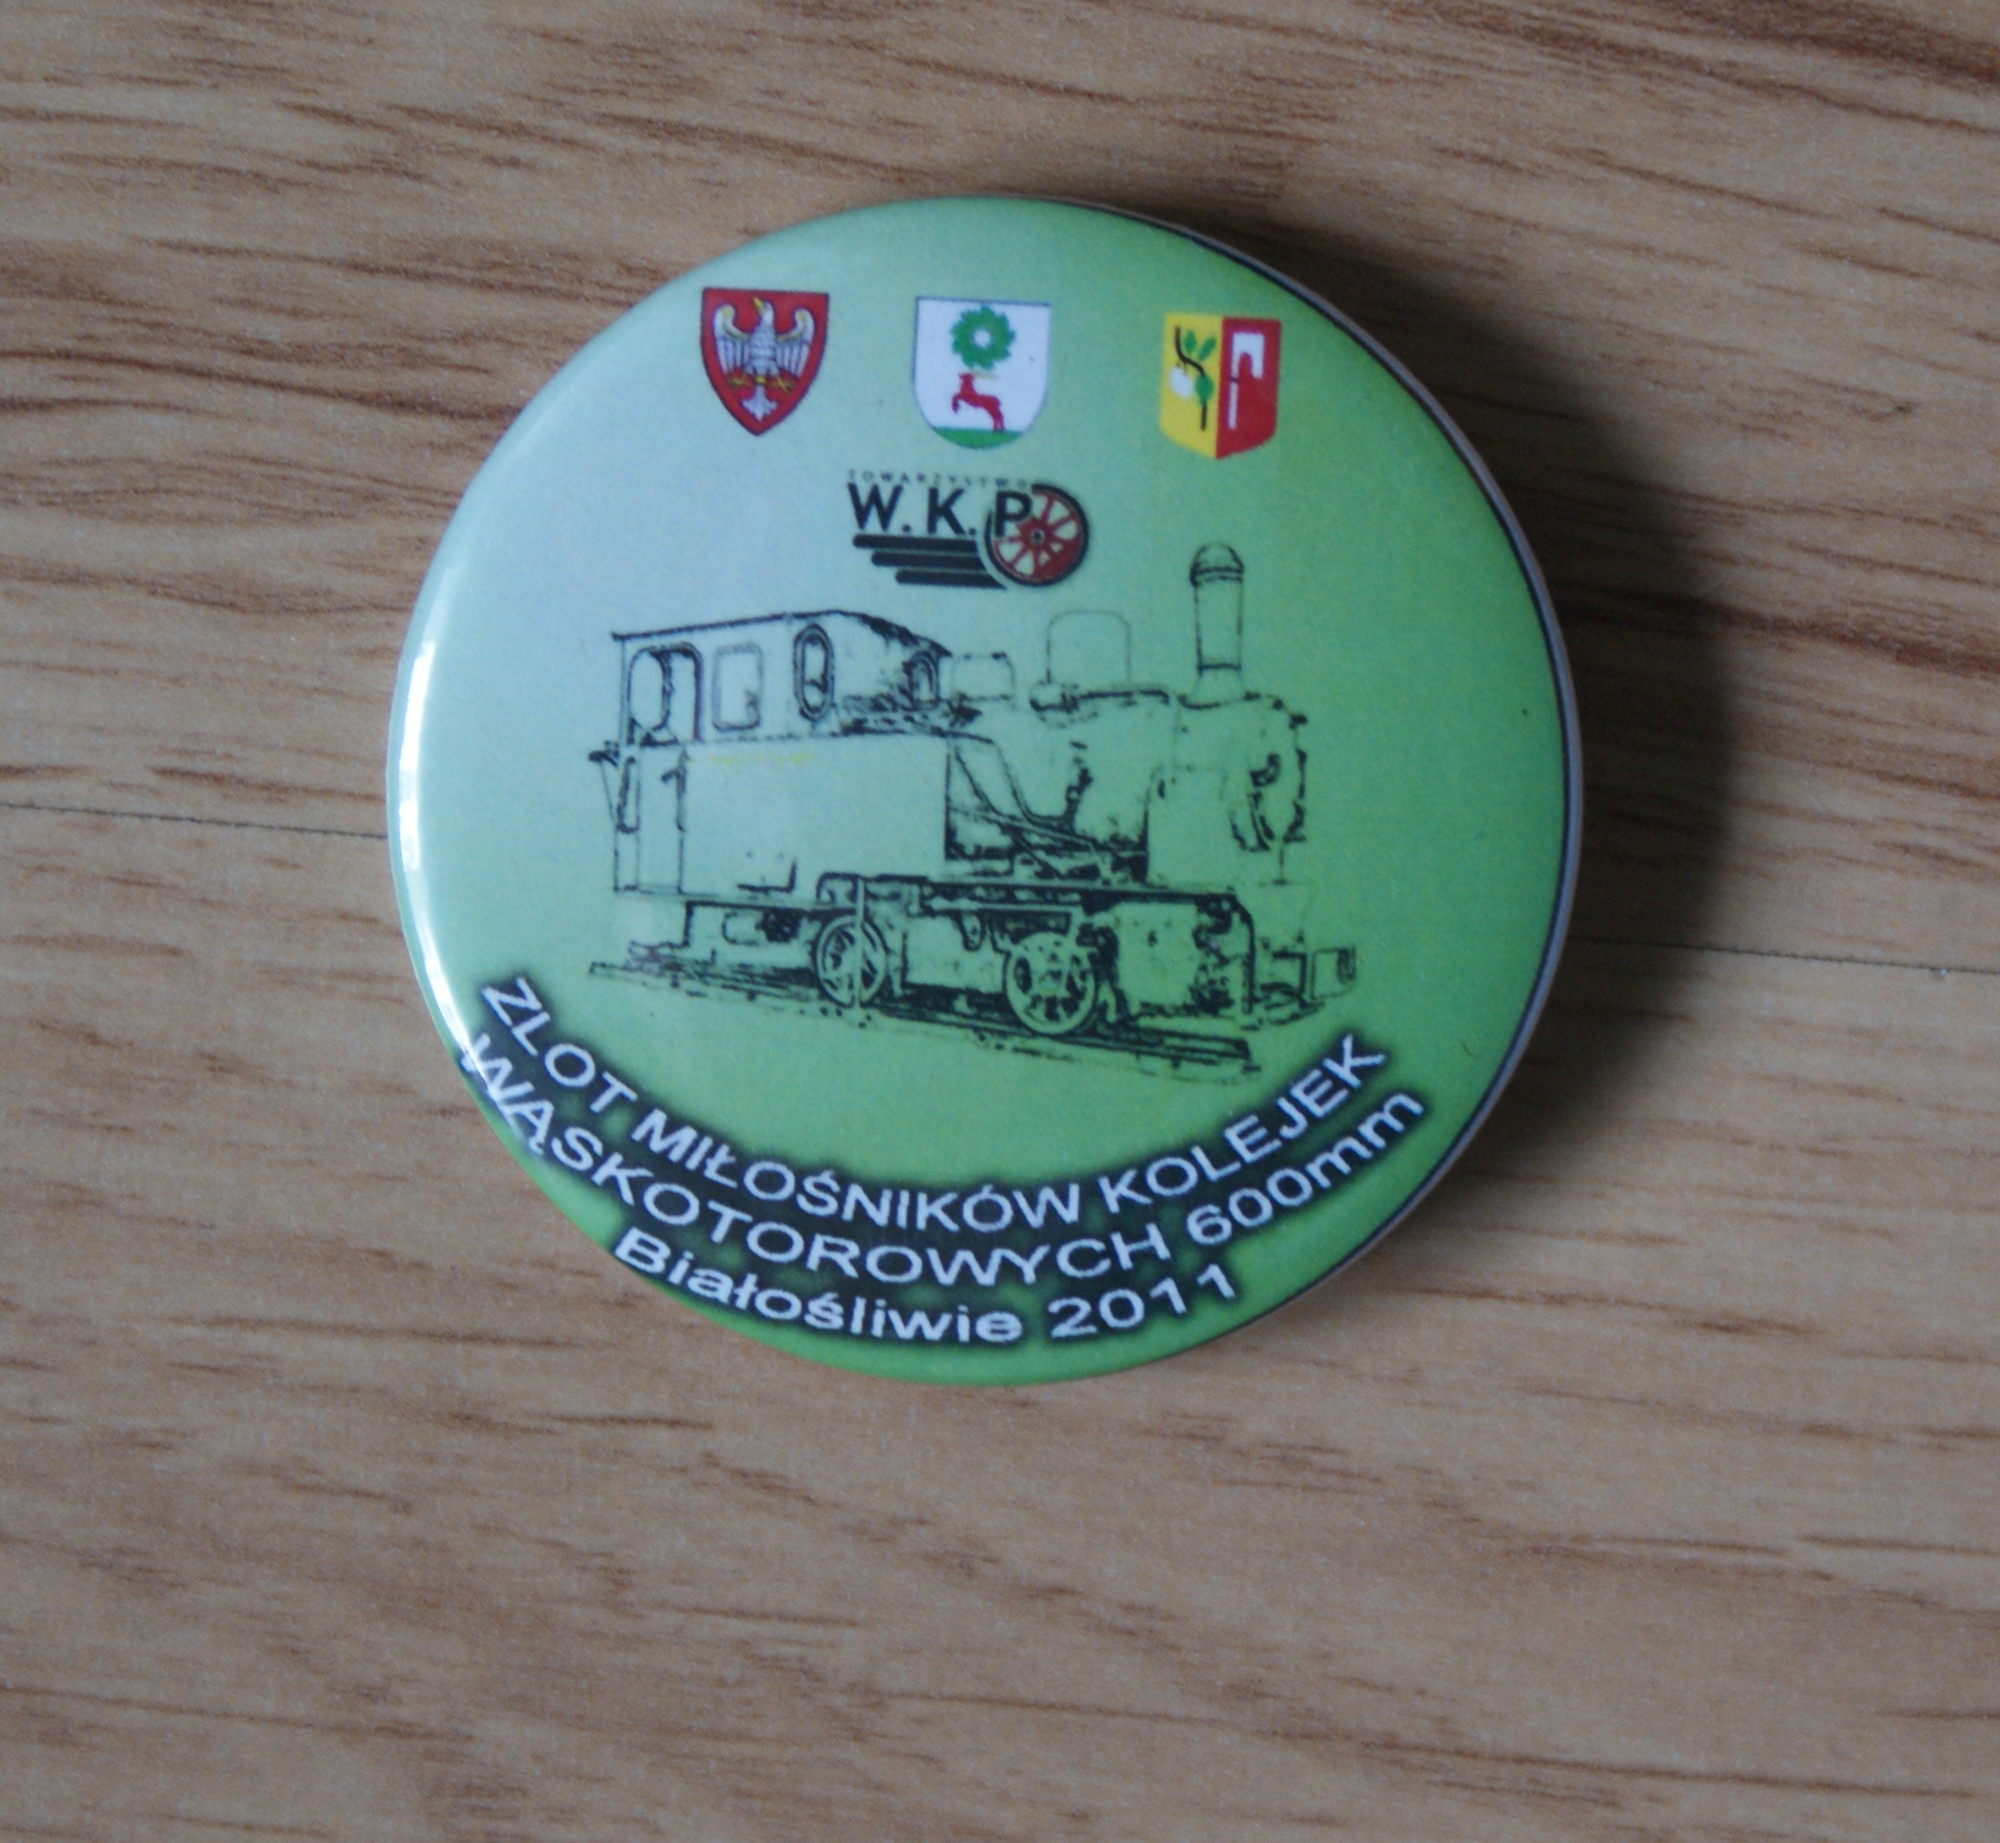 TOWARZYSTWO
W.K.P
ZLOT MIŁOŚNIKÓW KOLEJEK
WĄSKOTOROWYCH 600mm
Białośliwie 2011